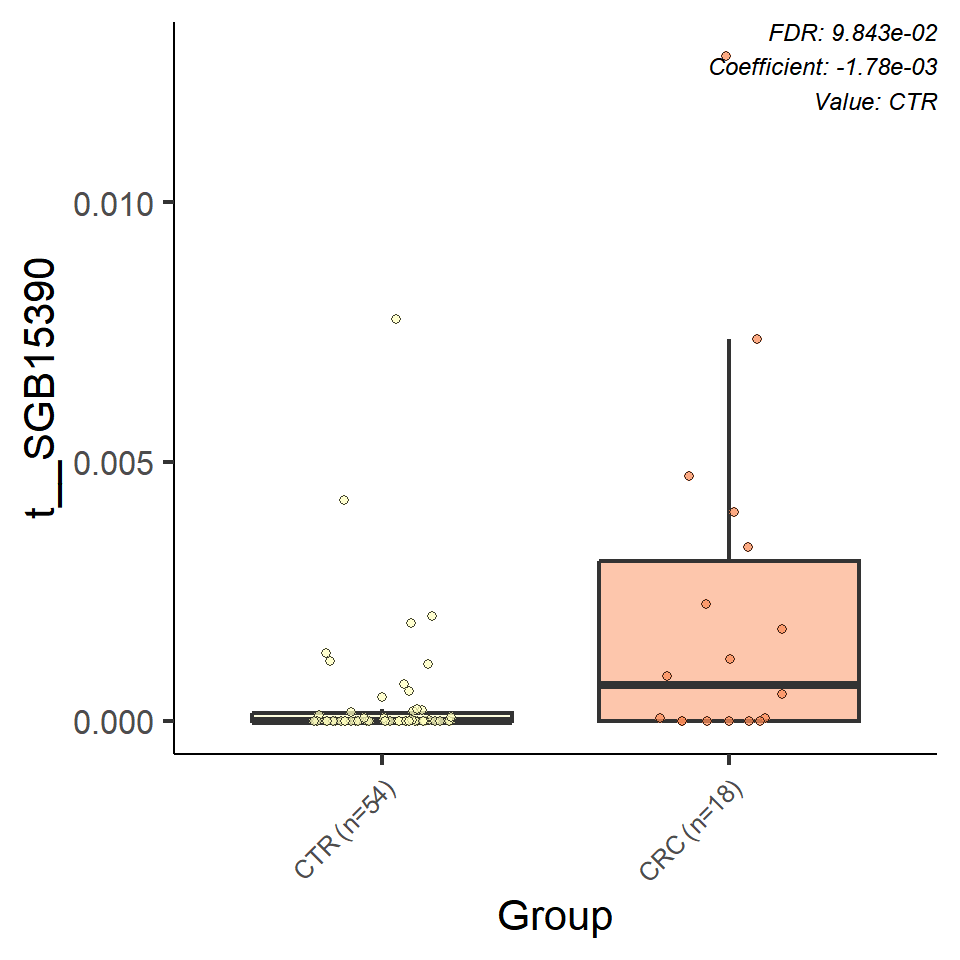 FDR: 9.843e-02
Coefficient: -1.78e-03
Value: CTR
t__SGB15390
0.010
0.005
0.000
CTR (n=54)
CRC (n=18)
Group